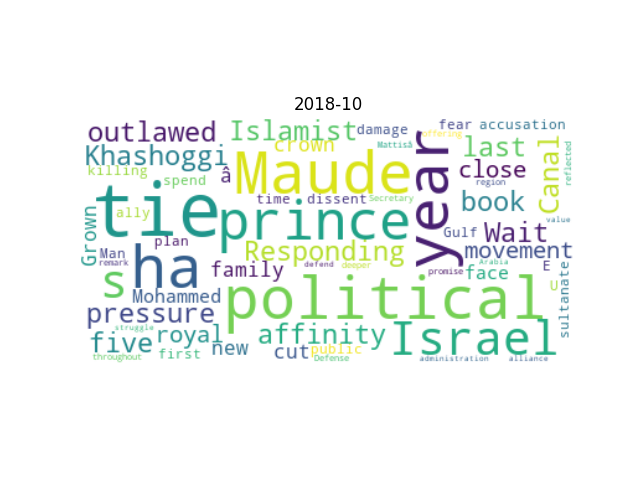 2018-10
outlawed
Islamist
damage
fear
accusation
offering
crown
Mattisâ
last
Khashoggi
killing
spend
â
Maude
year
close
Canal
reflected
region
tie
prince
time
dissent
Secretary
book
value
ally
Grown
plan
Man
remark
ha
Responding
defend
deeper
Gulf
Wait
movement
Arabia
family
promise
face
E
U
sultanate
s
Mohammed
political
pressure
struggle
five
royal
affinity
Israel
new
first
throughout
cut
public
Defense
administration
alliance